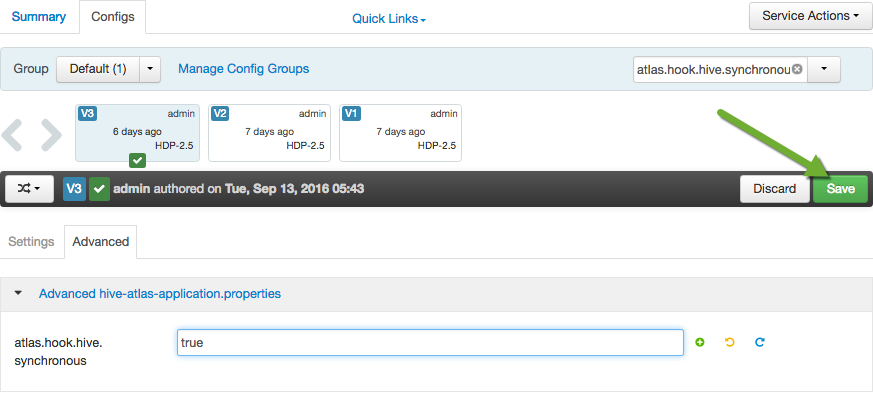 Summary Configs Quick Links Service Actions
Group Default (1) Manage Config Groups atlas.hook.hive.synchronou
V3 admin V2 admin V1 admin
6 days ago 7 days ago 7 days ago
HDP-2.5 HDP-2.5 HDP-2.5
V3 admin authored on Tue, Sep 13, 2016 05:43 Discard Save
Settings Advanced
Advanced hive-atlas-application.properties
atlas.hook.hive. true
synchronous